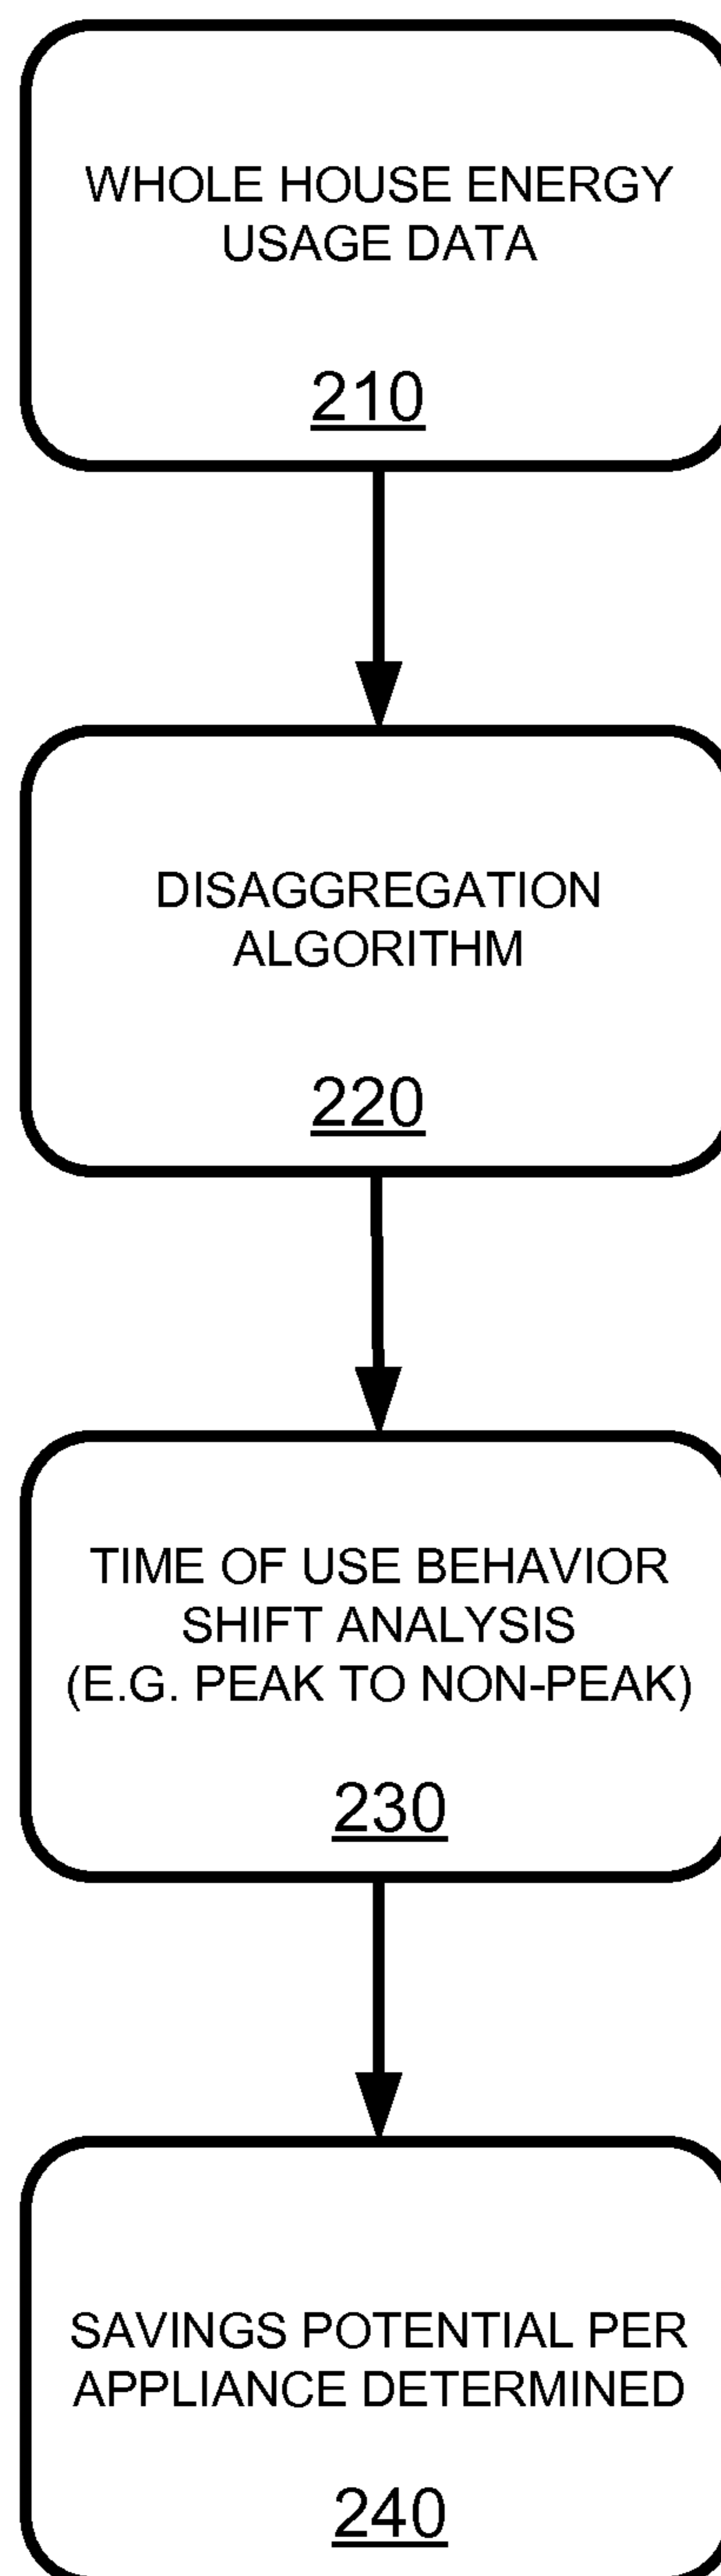 WHOLE HOUSE ENERGY
USAGE DATA
210
DISAGGREGATION
ALGORITHM
220
TIME OF USE BEHAVIOR
SHIFT ANALYSIS
(E.G. PEAK TO NON-PEAK)
230
SAVINGS POTENTIAL PER
APPLIANCE DETERMINED
240